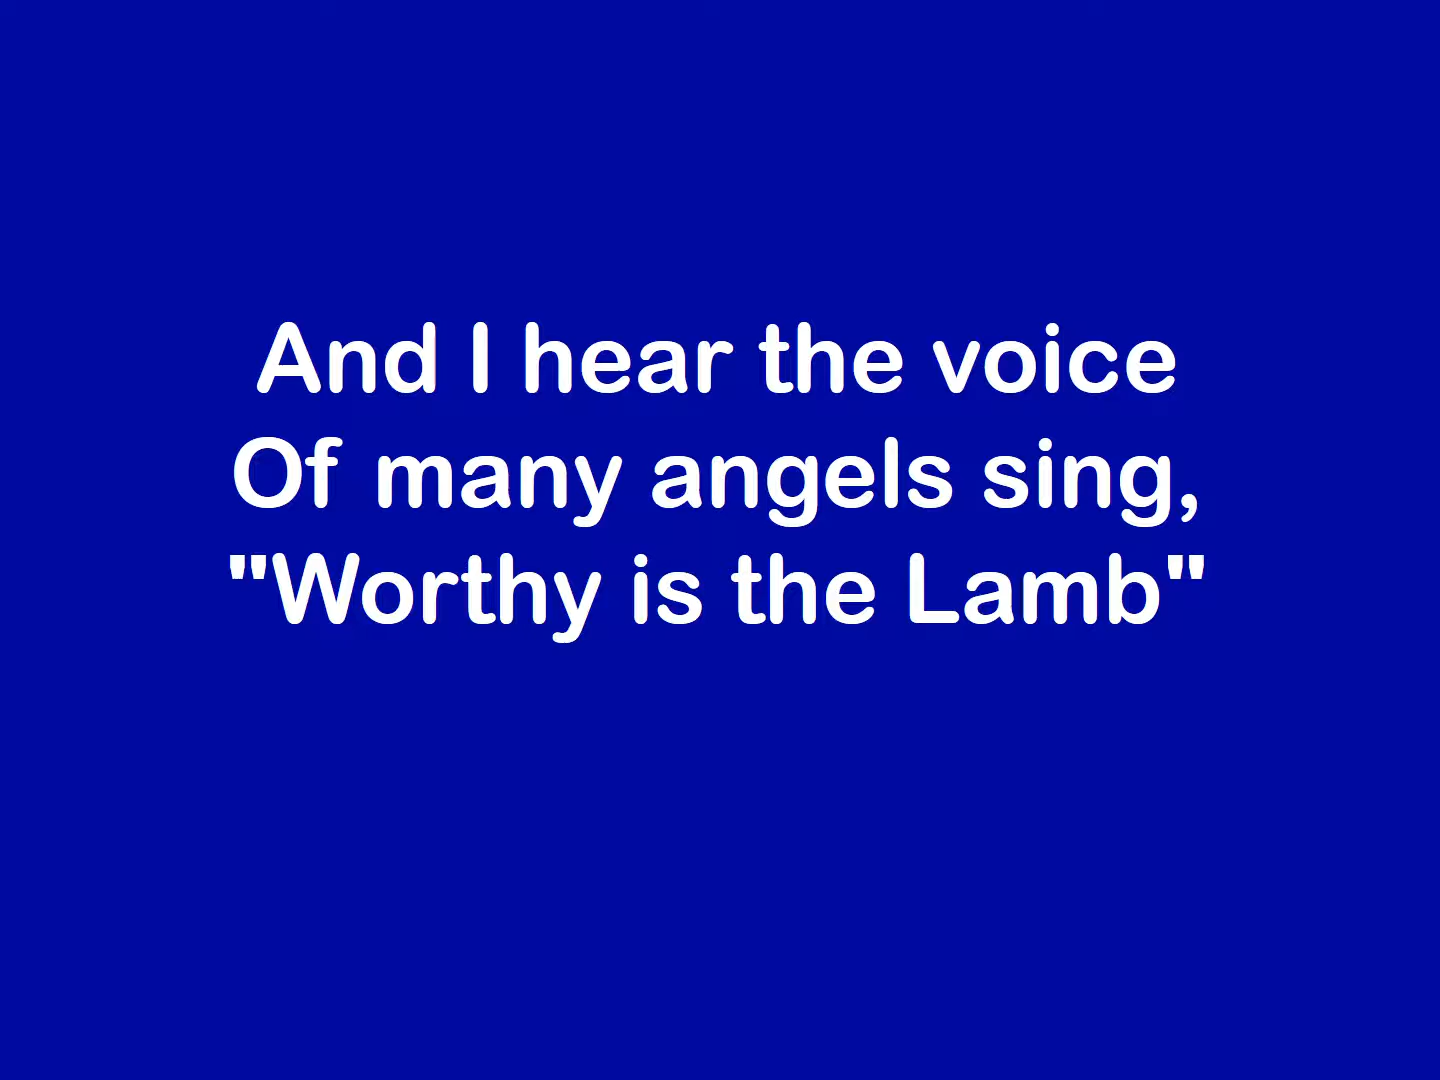 And I hear the voice
Of many angels sing,
"Worthy is the Lamb"